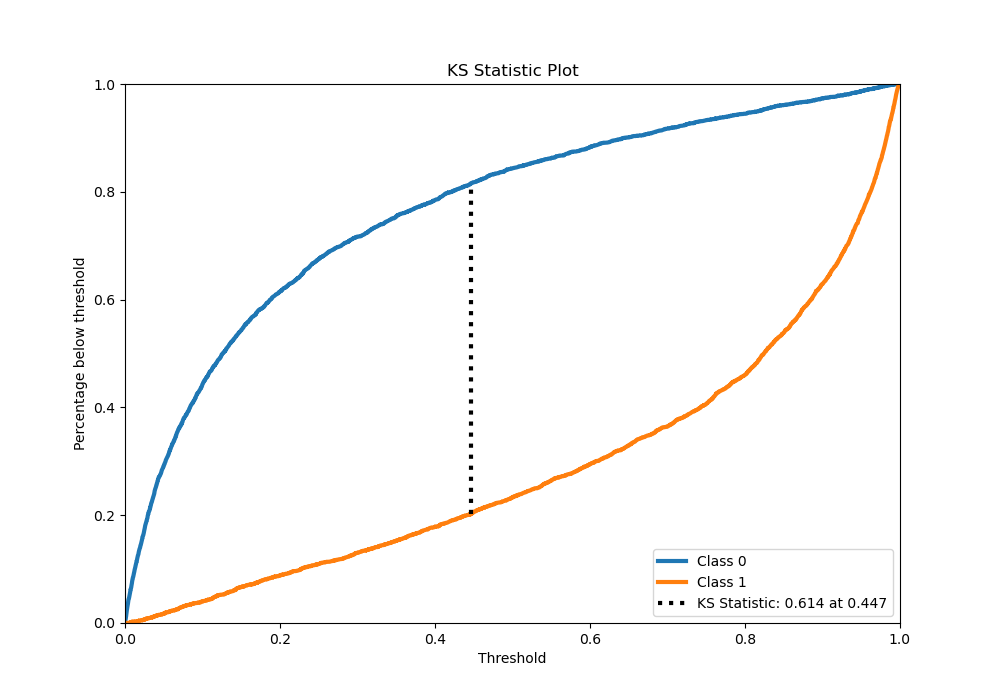 KS Statistic Plot
1.0
0.8
0.6
0.4
0.2
0.0
Percentage below threshold
0.0 0.2 0.4 0.6 0.8 1.0
Threshold
Class 0
Class 1
KS Statistic: 0.614 at 0.447